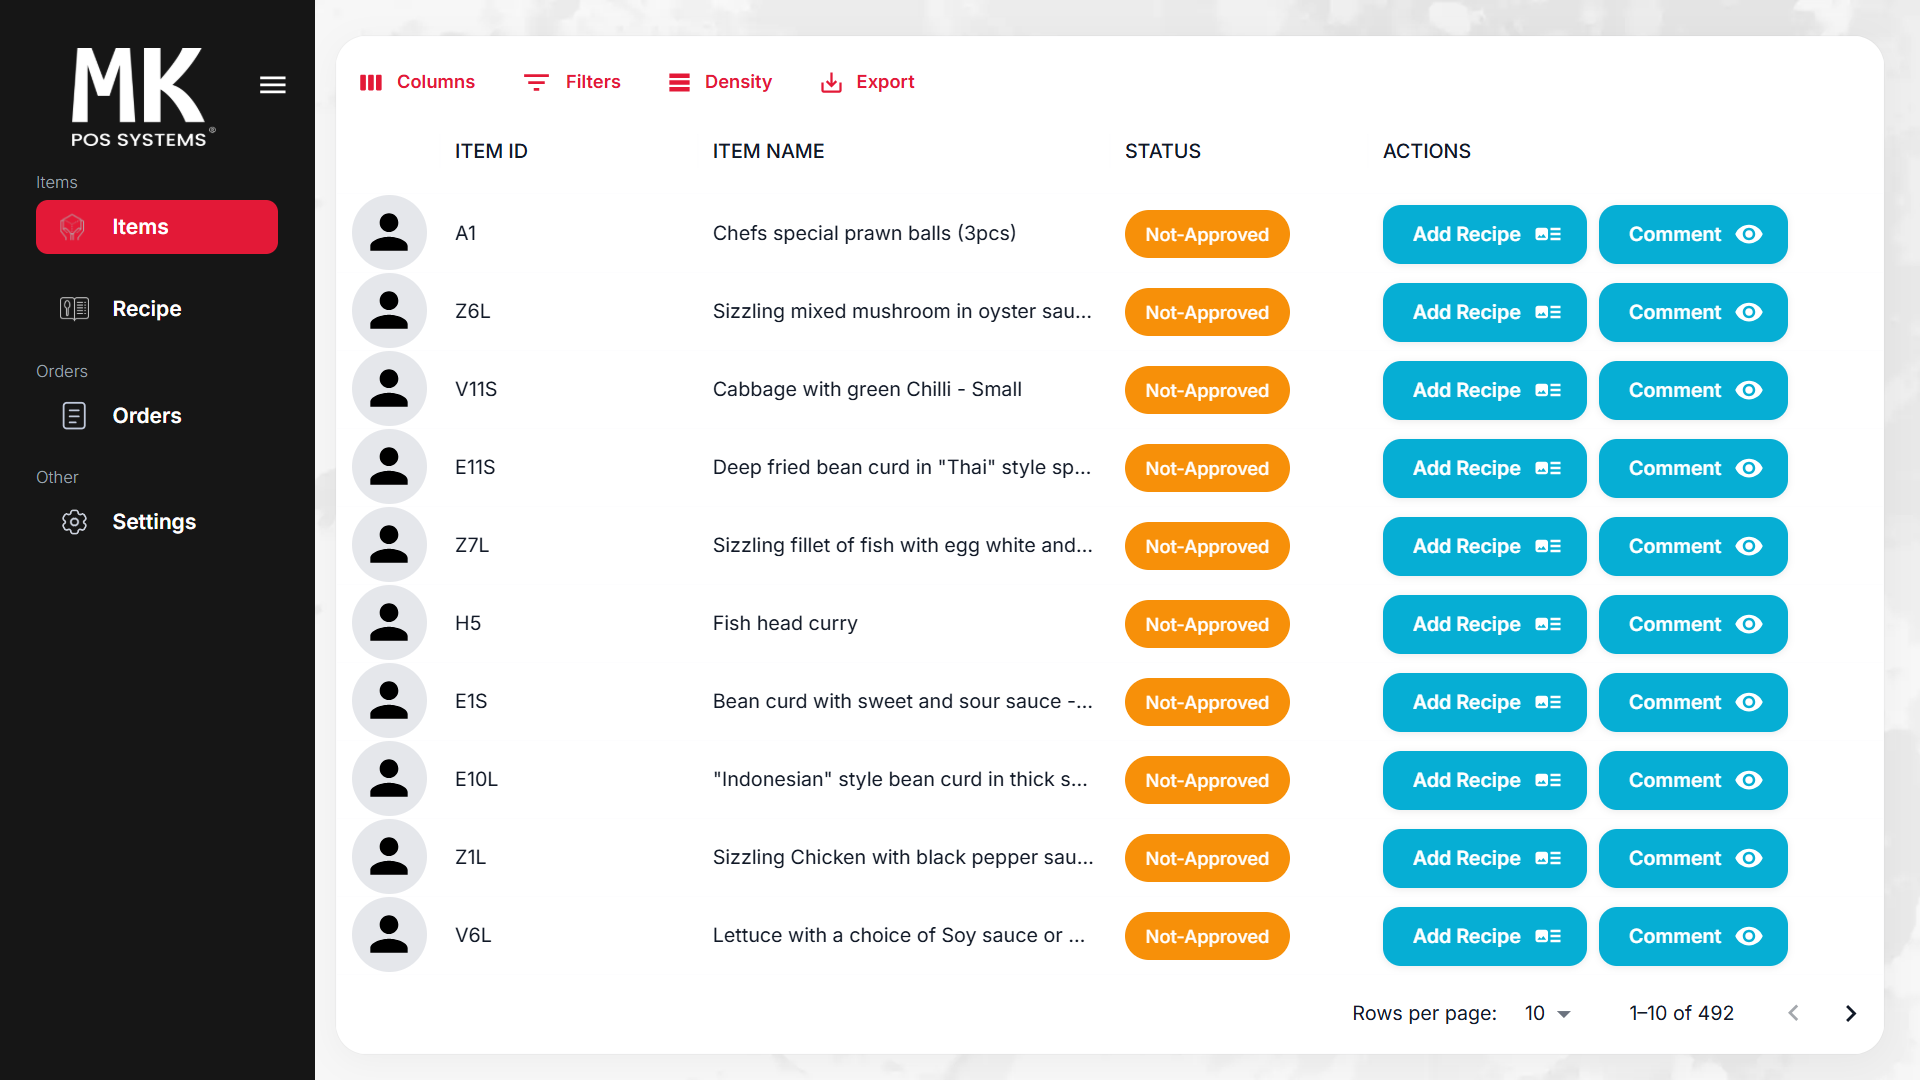 MK
POS SYSTEMS®
Items
Items
Recipe
Orders
Orders
Other
Settings
Columns Filters Density Export
ITEM ID ITEM NAME STATUS ACTIONS
A1 Chefs special prawn balls (3pcs) Not-Approved Add Recipe Comment
Z6L Sizzling mixed mushroom in oyster sau... Not-Approved Add Recipe Comment
V11S Cabbage with green Chilli - Small Not-Approved Add Recipe Comment
E11S Deep fried bean curd in "Thai" style sp... Not-Approved Add Recipe Comment
Z7L Sizzling fillet of fish with egg white and... Not-Approved Add Recipe Comment
H5 Fish head curry Not-Approved Add Recipe Comment
E1S Bean curd with sweet and sour sauce -... Not-Approved Add Recipe Comment
E10L "Indonesian" style bean curd in thick s... Not-Approved Add Recipe Comment
Z1L Sizzling Chicken with black pepper sau... Not-Approved Add Recipe Comment
V6L Lettuce with a choice of Soy sauce or ... Not-Approved Add Recipe Comment
Rows per page: 10 1–10 of 492